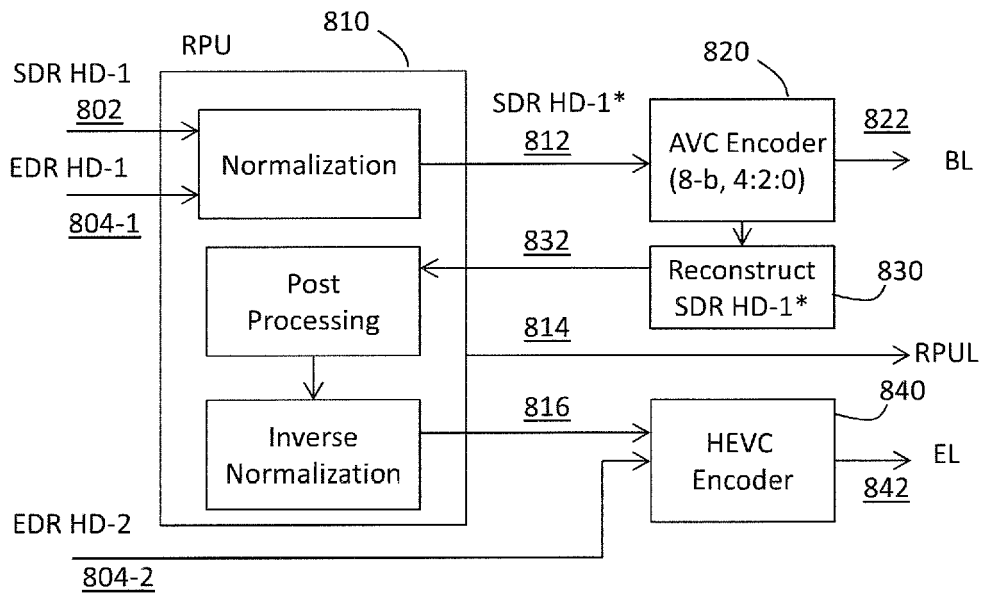 RPU
810
820
SDR HD-1
802
EDR HD-1
804-1
Normalization
SDR HD-1*
812
AVC Encoder
(8-b, 4:2:0)
822
BL
Post
Processing
832
Reconstruct
SDR HD-1*
830
814
RPUL
Inverse
Normalization
816
HEVC
Encoder
840
EL
842
EDR HD-2
804-2